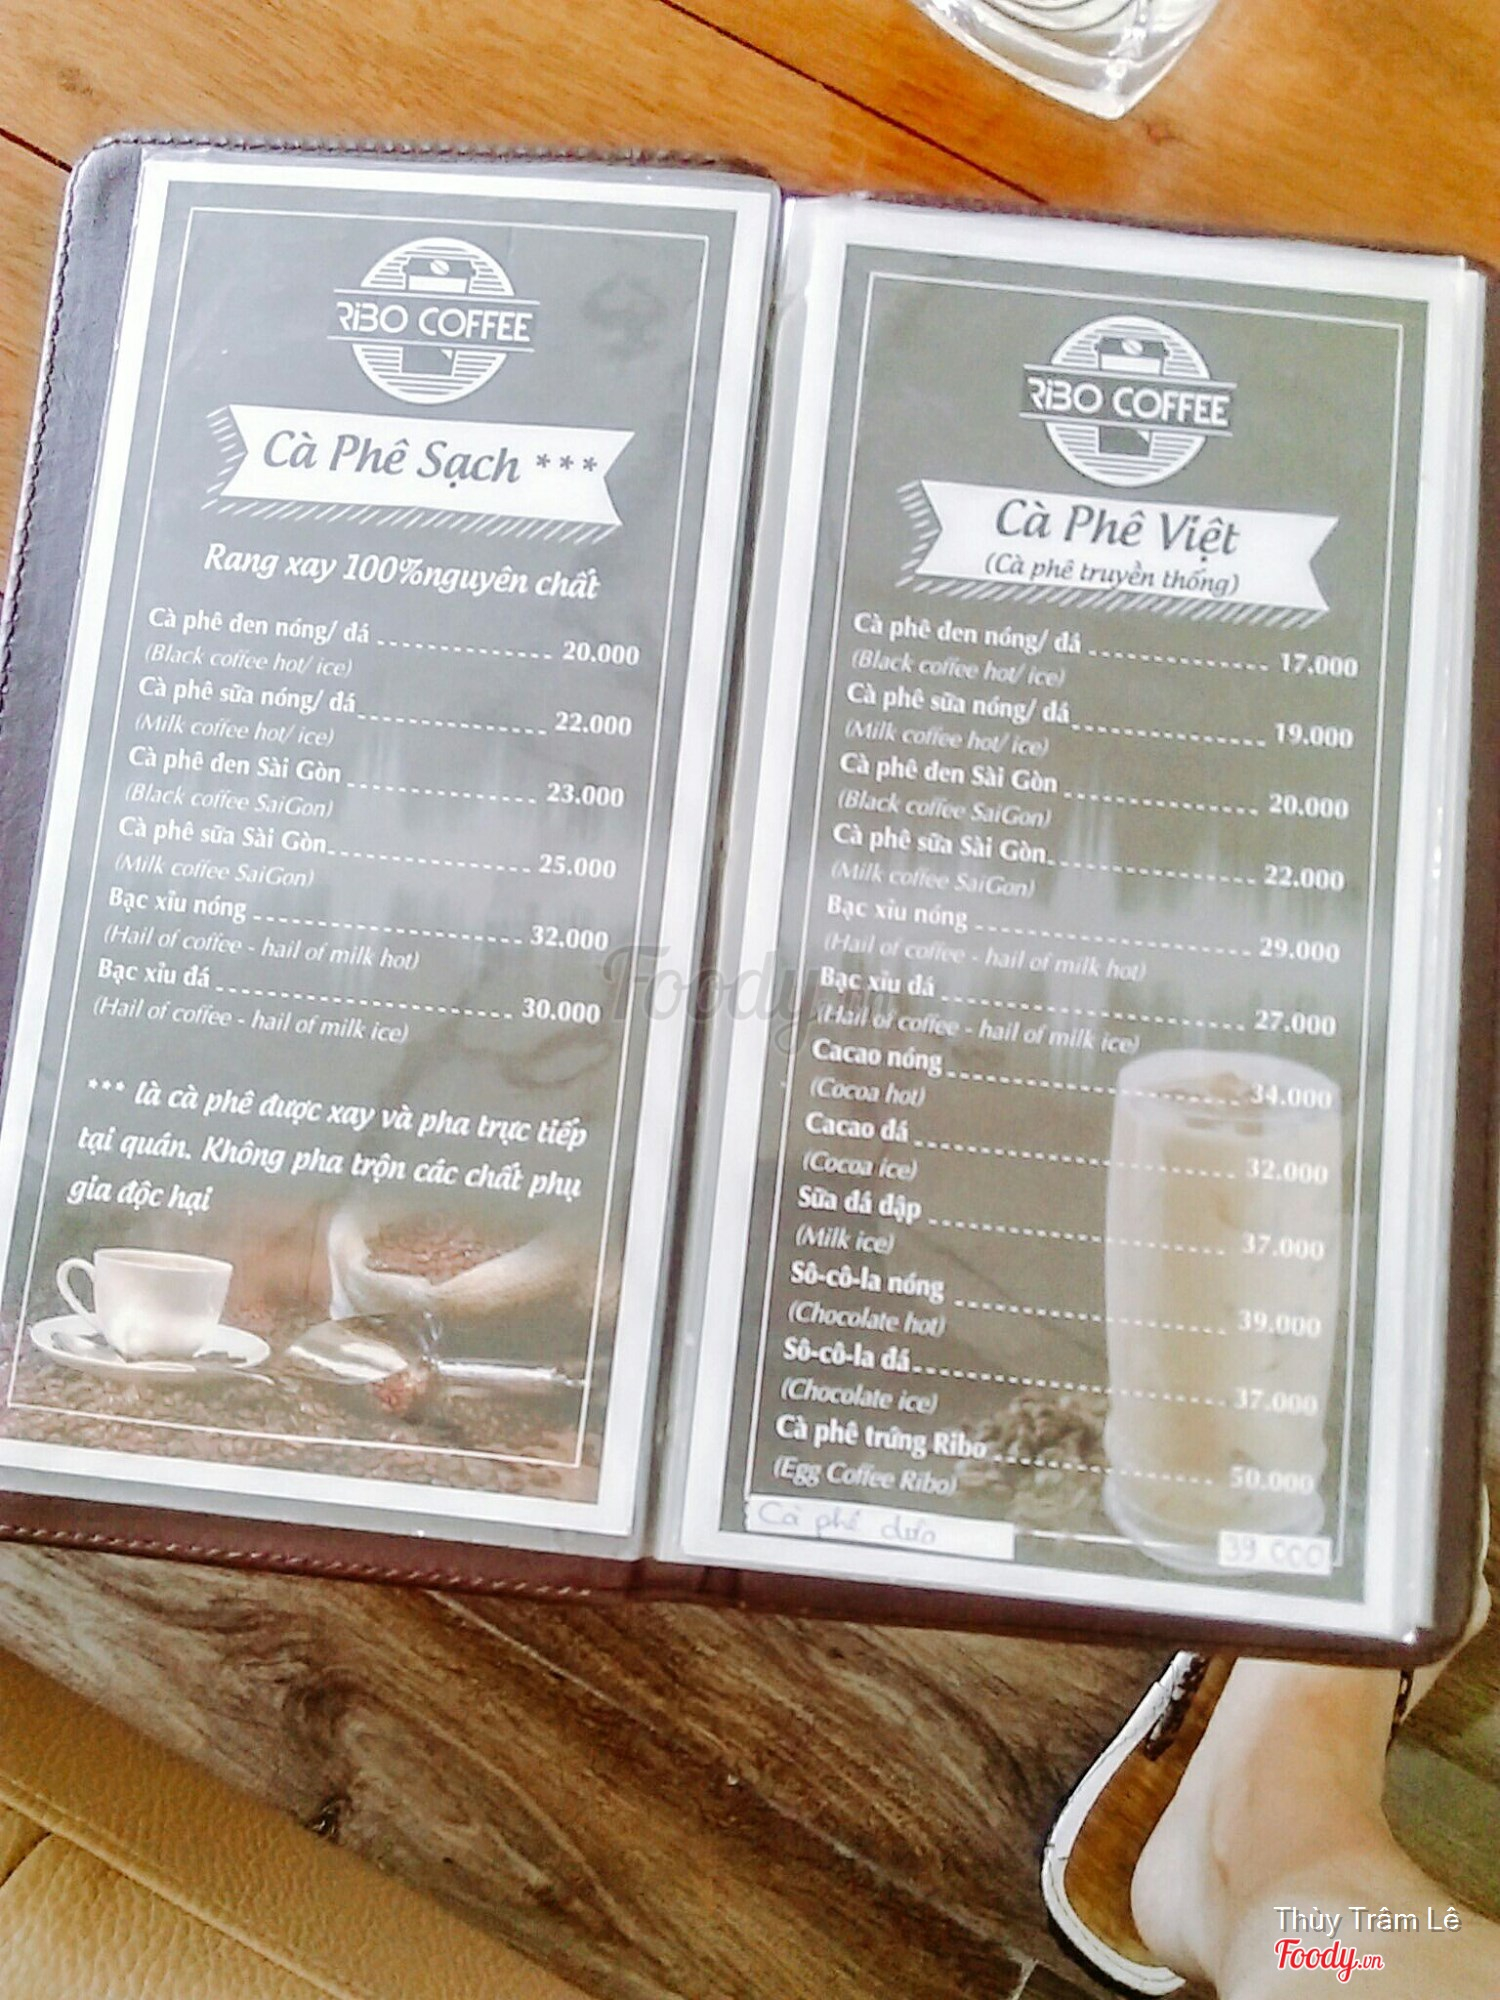 RiBO COFFEE
Cà Phê Sạch ***
Rang xay 100%nguyên chất
Cà phê đen nóng/ đá 20.000
(Black coffee hot/ ice)
Cà phê sữa nóng/ đá 22.000
(Milk coffee hot/ ice)
Cà phê đen Sài Gòn 23.000
(Black coffee SaiGon)
Cà phê sữa Sài Gòn 25.000
(Milk coffee SaiGon)
Bạc xỉu nóng 32.000
(Hail of coffee - hail of milk hot)
Bạc xỉu đá 30.000
(Hail of coffee - hail of milk ice)
*** là cà phê được xay và pha trực tiếp
tại quán. Không pha trộn các chất phụ
gia độc hại
RiBO COFFEE
Cà Phê Việt
(Cà phê truyền thống)
Cà phê đen nóng/ đá 17.000
(Black coffee hot/ ice)
Cà phê sữa nóng/ đá 19.000
(Milk coffee hot/ ice)
Cà phê đen Sài Gòn 20.000
(Black coffee SaiGon)
Cà phê sữa Sài Gòn 22.000
(Milk coffee SaiGon)
Bạc xỉu nóng 29.000
(Hail of coffee - hail of milk hot)
Bạc xỉu đá 27.000
(Hail of coffee - hail of milk ice)
Cacao nóng 34.000
(Cocoa hot)
Cacao đá 32.000
(Cocoa ice)
Sữa đá đập 37.000
(Milk ice)
Sô-cô-la nóng 39.000
(Chocolate hot)
Sô-cô-la đá 37.000
(Chocolate ice)
Cà phê trứng Ribo 50.000
(Egg Coffee Ribo)
Cà phê dừa 39.000
Foody.vn
Thùy Trâm Lê
Foody.vn